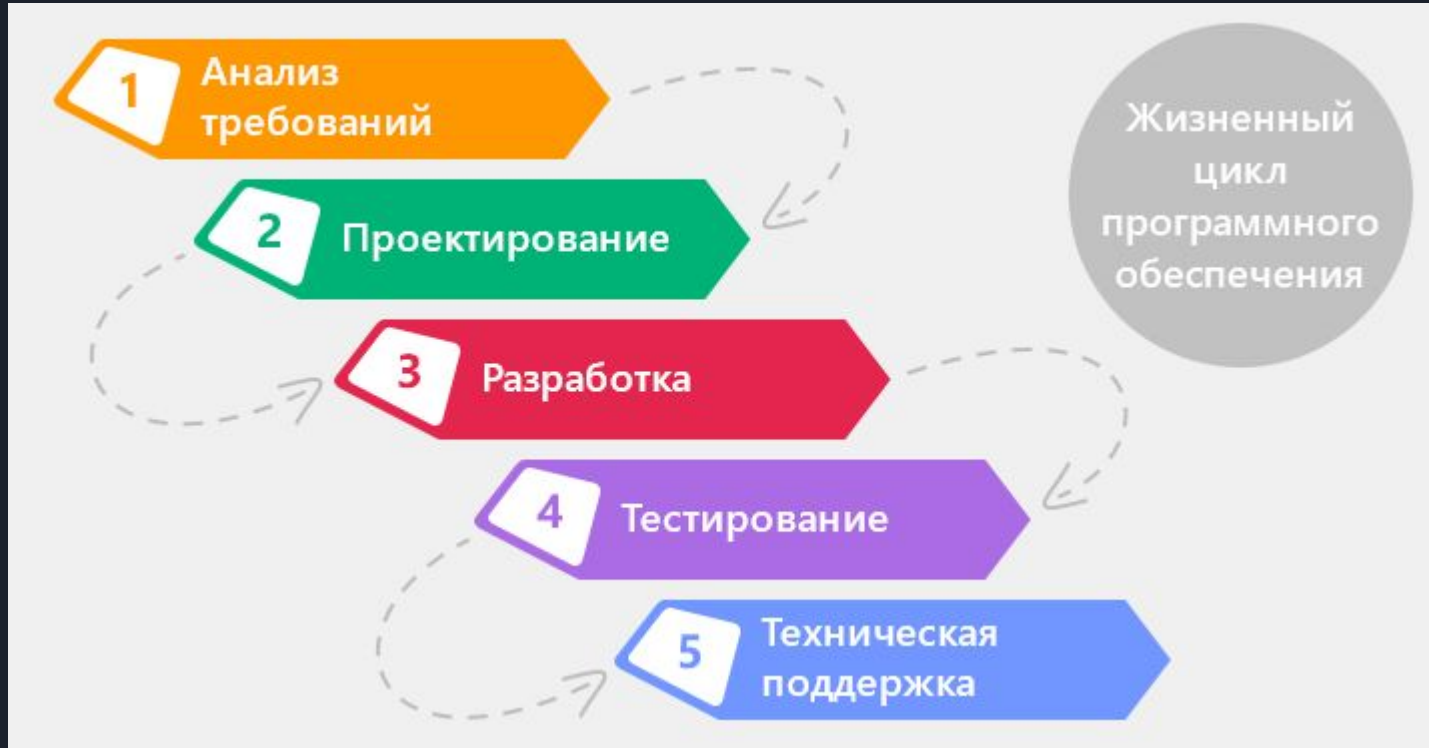 1
Анализ
требований
2
Проектирование
3
Разработка
4
Тестирование
5
Техническая
поддержка
Жизненный
цикл
программного
обеспечения